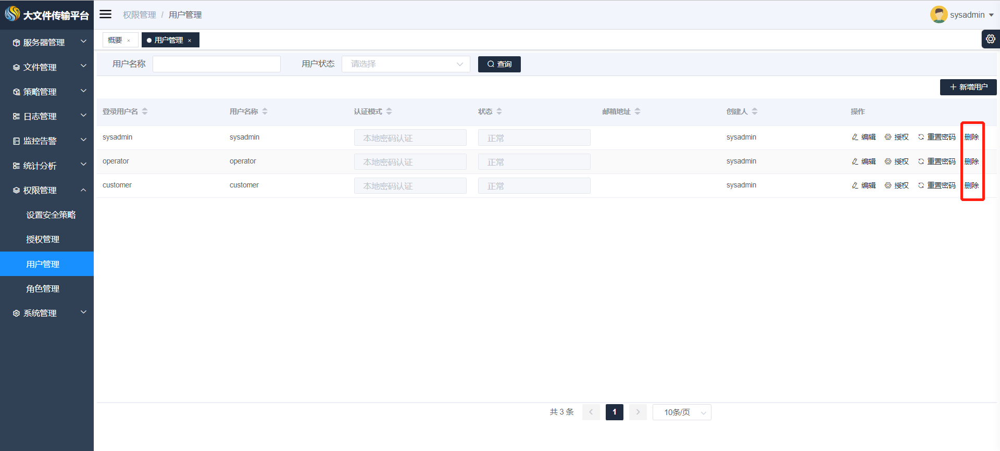 大文件传输平台
权限管理 / 用户管理
sysadmin
服务器管理
文件管理
策略管理
日志管理
监控告警
统计分析
权限管理
设置安全策略
授权管理
用户管理
角色管理
系统管理
概要 ×
用户管理 ×
用户名称
用户状态 请选择 查询
新增用户
登录用户名 用户名称 认证模式 状态 邮箱地址 创建人 操作
sysadmin sysadmin 本地密码认证 正常 sysadmin 编辑 授权 重置密码 删除
operator operator 本地密码认证 正常 sysadmin 编辑 授权 重置密码 删除
customer customer 本地密码认证 正常 sysadmin 编辑 授权 重置密码 删除
共 3 条 1 10条/页